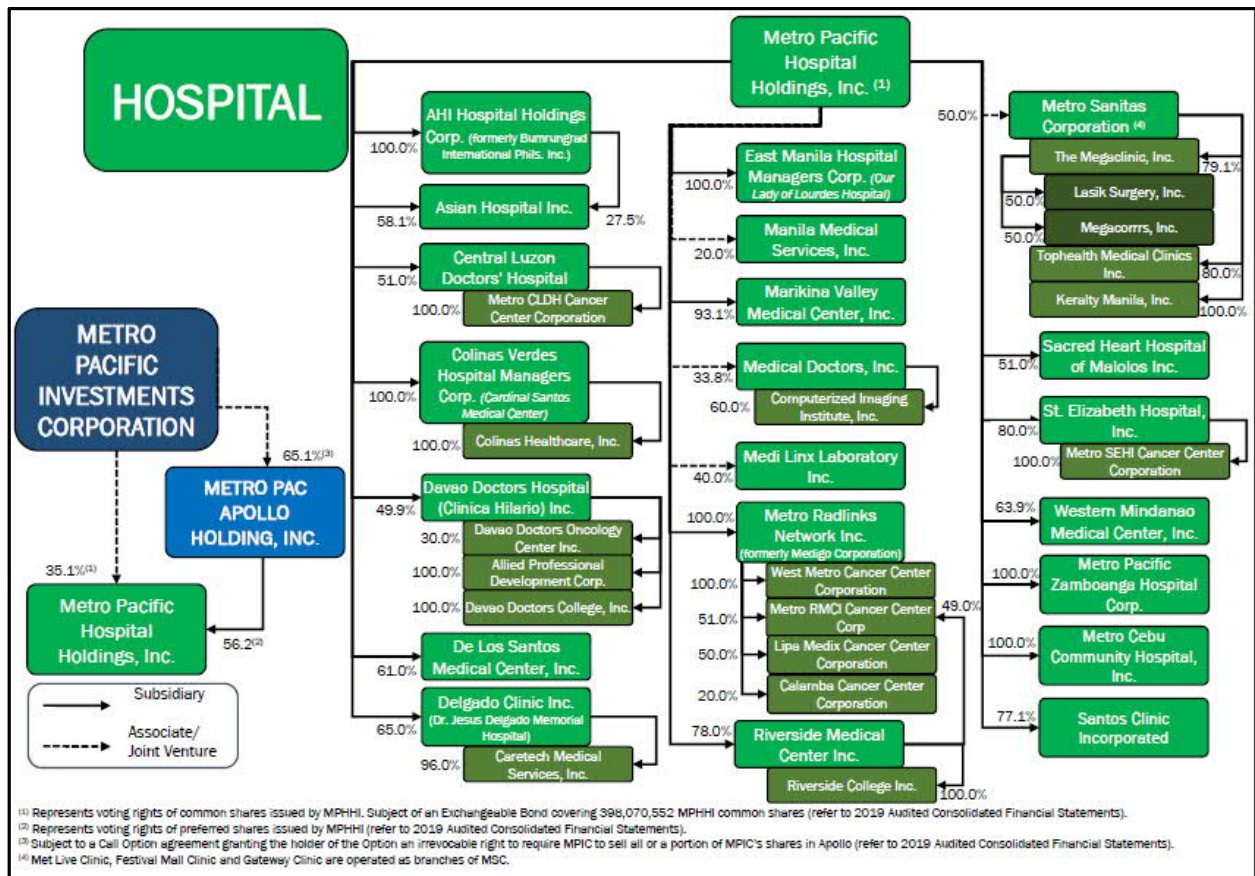 HOSPITAL
Metro Pacific
Hospital
Holdings, Inc. (1)
AHI Hospital Holdings
Corp. (formerly Bumrungrad
International Phils. Inc.)
100.0%
Asian Hospital Inc.
58.1%
27.5%
Central Luzon
Doctors' Hospital
51.0%
Metro CLDH Cancer
Center Corporation
100.0%
Colinas Verdes
Hospital Managers
Corp. (Cardinal Santos
Medical Center)
100.0%
Colinas Healthcare, Inc.
100.0%
Davao Doctors Hospital
(Clinica Hilario) Inc.
49.9%
Davao Doctors Oncology
Center Inc.
30.0%
Allied Professional
Development Corp.
100.0%
Davao Doctors College, Inc.
100.0%
De Los Santos
Medical Center, Inc.
61.0%
Delgado Clinic Inc.
(Dr. Jesus Delgado Memorial
Hospital)
65.0%
Caretech Medical
Services, Inc.
96.0%
East Manila Hospital
Managers Corp. (Our
Lady of Lourdes Hospital)
100.0%
Manila Medical
Services, Inc.
20.0%
Marikina Valley
Medical Center, Inc.
93.1%
Medical Doctors, Inc.
33.8%
Computerized Imaging
Institute, Inc.
60.0%
Medi Linx Laboratory
Inc.
40.0%
100.0%
Metro Radlinks
Network Inc.
(formerly Medigo Corporation)
West Metro Cancer Center
Corporation
100.0%
Metro RMCI Cancer Center
Corp
51.0%
49.0%
Lipa Medix Cancer Center
Corporation
50.0%
Calamba Cancer Center
Corporation
20.0%
78.0%
Riverside Medical
Center Inc.
Riverside College Inc.
100.0%
50.0%
Metro Sanitas
Corporation (4)
The Megaclinic, Inc.
79.1%
Lasik Surgery, Inc.
50.0%
Megacorrrs, Inc.
50.0%
Tophealth Medical Clinics
Inc.
80.0%
Keralty Manila, Inc.
100.0%
Sacred Heart Hospital
of Malolos Inc.
51.0%
St. Elizabeth Hospital,
Inc.
80.0%
Metro SEHI Cancer Center
Corporation
100.0%
63.9%
Western Mindanao
Medical Center, Inc.
100.0%
Metro Pacific
Zamboanga Hospital
Corp.
100.0%
Metro Cebu
Community Hospital,
Inc.
77.1%
Santos Clinic
Incorporated
METRO
PACIFIC
INVESTMENTS
CORPORATION
65.1%(3)
METRO PAC
APOLLO
HOLDING, INC.
35.1%(1)
Metro Pacific
Hospital
Holdings, Inc.
56.2(2)
Subsidiary
Associate/
Joint Venture
(1) Represents voting rights of common shares issued by MPHHI. Subject of an Exchangeable Bond covering 398,070,552 MPHHI common shares (refer to 2019 Audited Consolidated Financial Statements).
(2) Represents voting rights of preferred shares issued by MPHHI (refer to 2019 Audited Consolidated Financial Statements).
(3) Subject to a Call Option agreement granting the holder of the Option an irrevocable right to require MPIC to sell all or a portion of MPIC's shares in Apollo (refer to 2019 Audited Consolidated Financial Statements).
(4) Met Live Clinic, Festival Mall Clinic and Gateway Clinic are operated as branches of MSC.